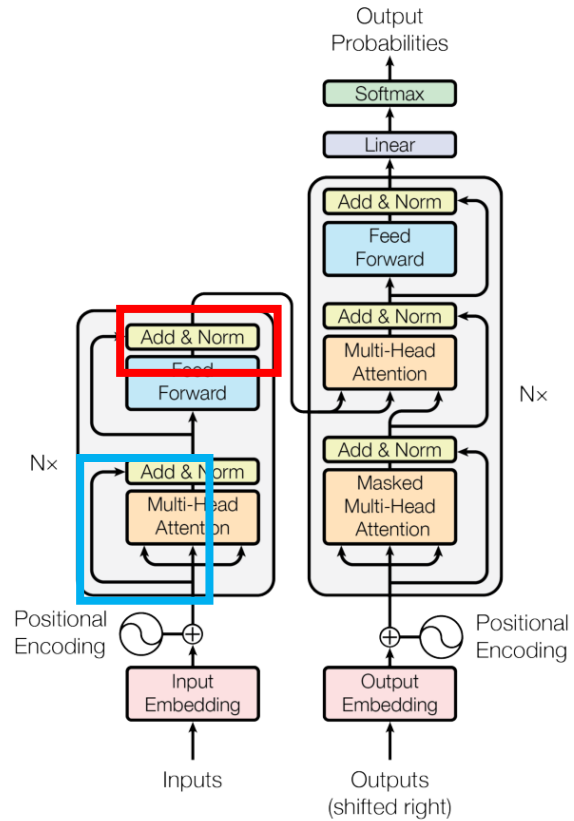 Output
Probabilities
Softmax
Linear
Add & Norm
Feed
Forward
Add & Norm
Multi-Head
Attention
Add & Norm
Masked
Multi-Head
Attention
N×
Add & Norm
Feed
Forward
Add & Norm
Multi-Head
Attention
N×
Positional
Encoding
Positional
Encoding
Input
Embedding
Output
Embedding
Inputs
Outputs
(shifted right)